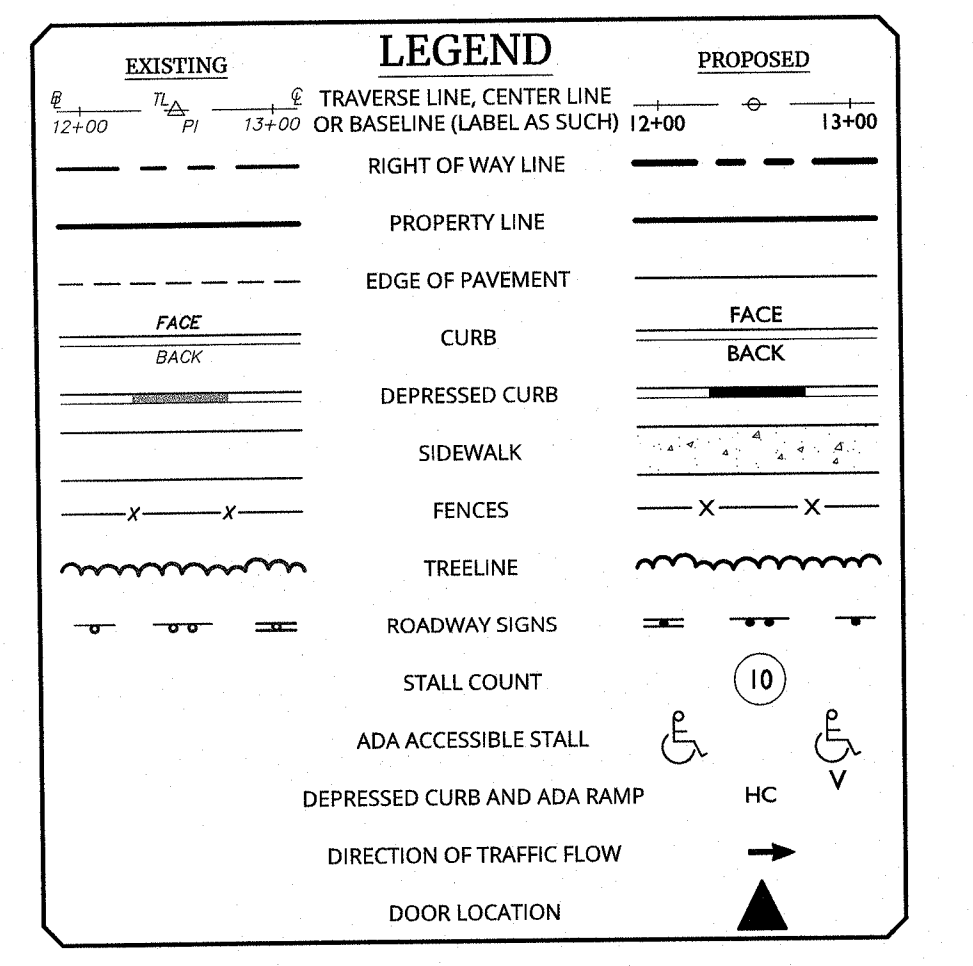 LEGEND
EXISTING
PROPOSED
℄ TL ℄ TRAVERSE LINE, CENTER LINE
12+00 PI 13+00 OR BASELINE (LABEL AS SUCH) 12+00 13+00
RIGHT OF WAY LINE
PROPERTY LINE
EDGE OF PAVEMENT
FACE
FACE
CURB
BACK
BACK
DEPRESSED CURB
SIDEWALK
X X FENCES X X
TREELINE
ROADWAY SIGNS
STALL COUNT 10
ADA ACCESSIBLE STALL
V
DEPRESSED CURB AND ADA RAMP HC
DIRECTION OF TRAFFIC FLOW
DOOR LOCATION